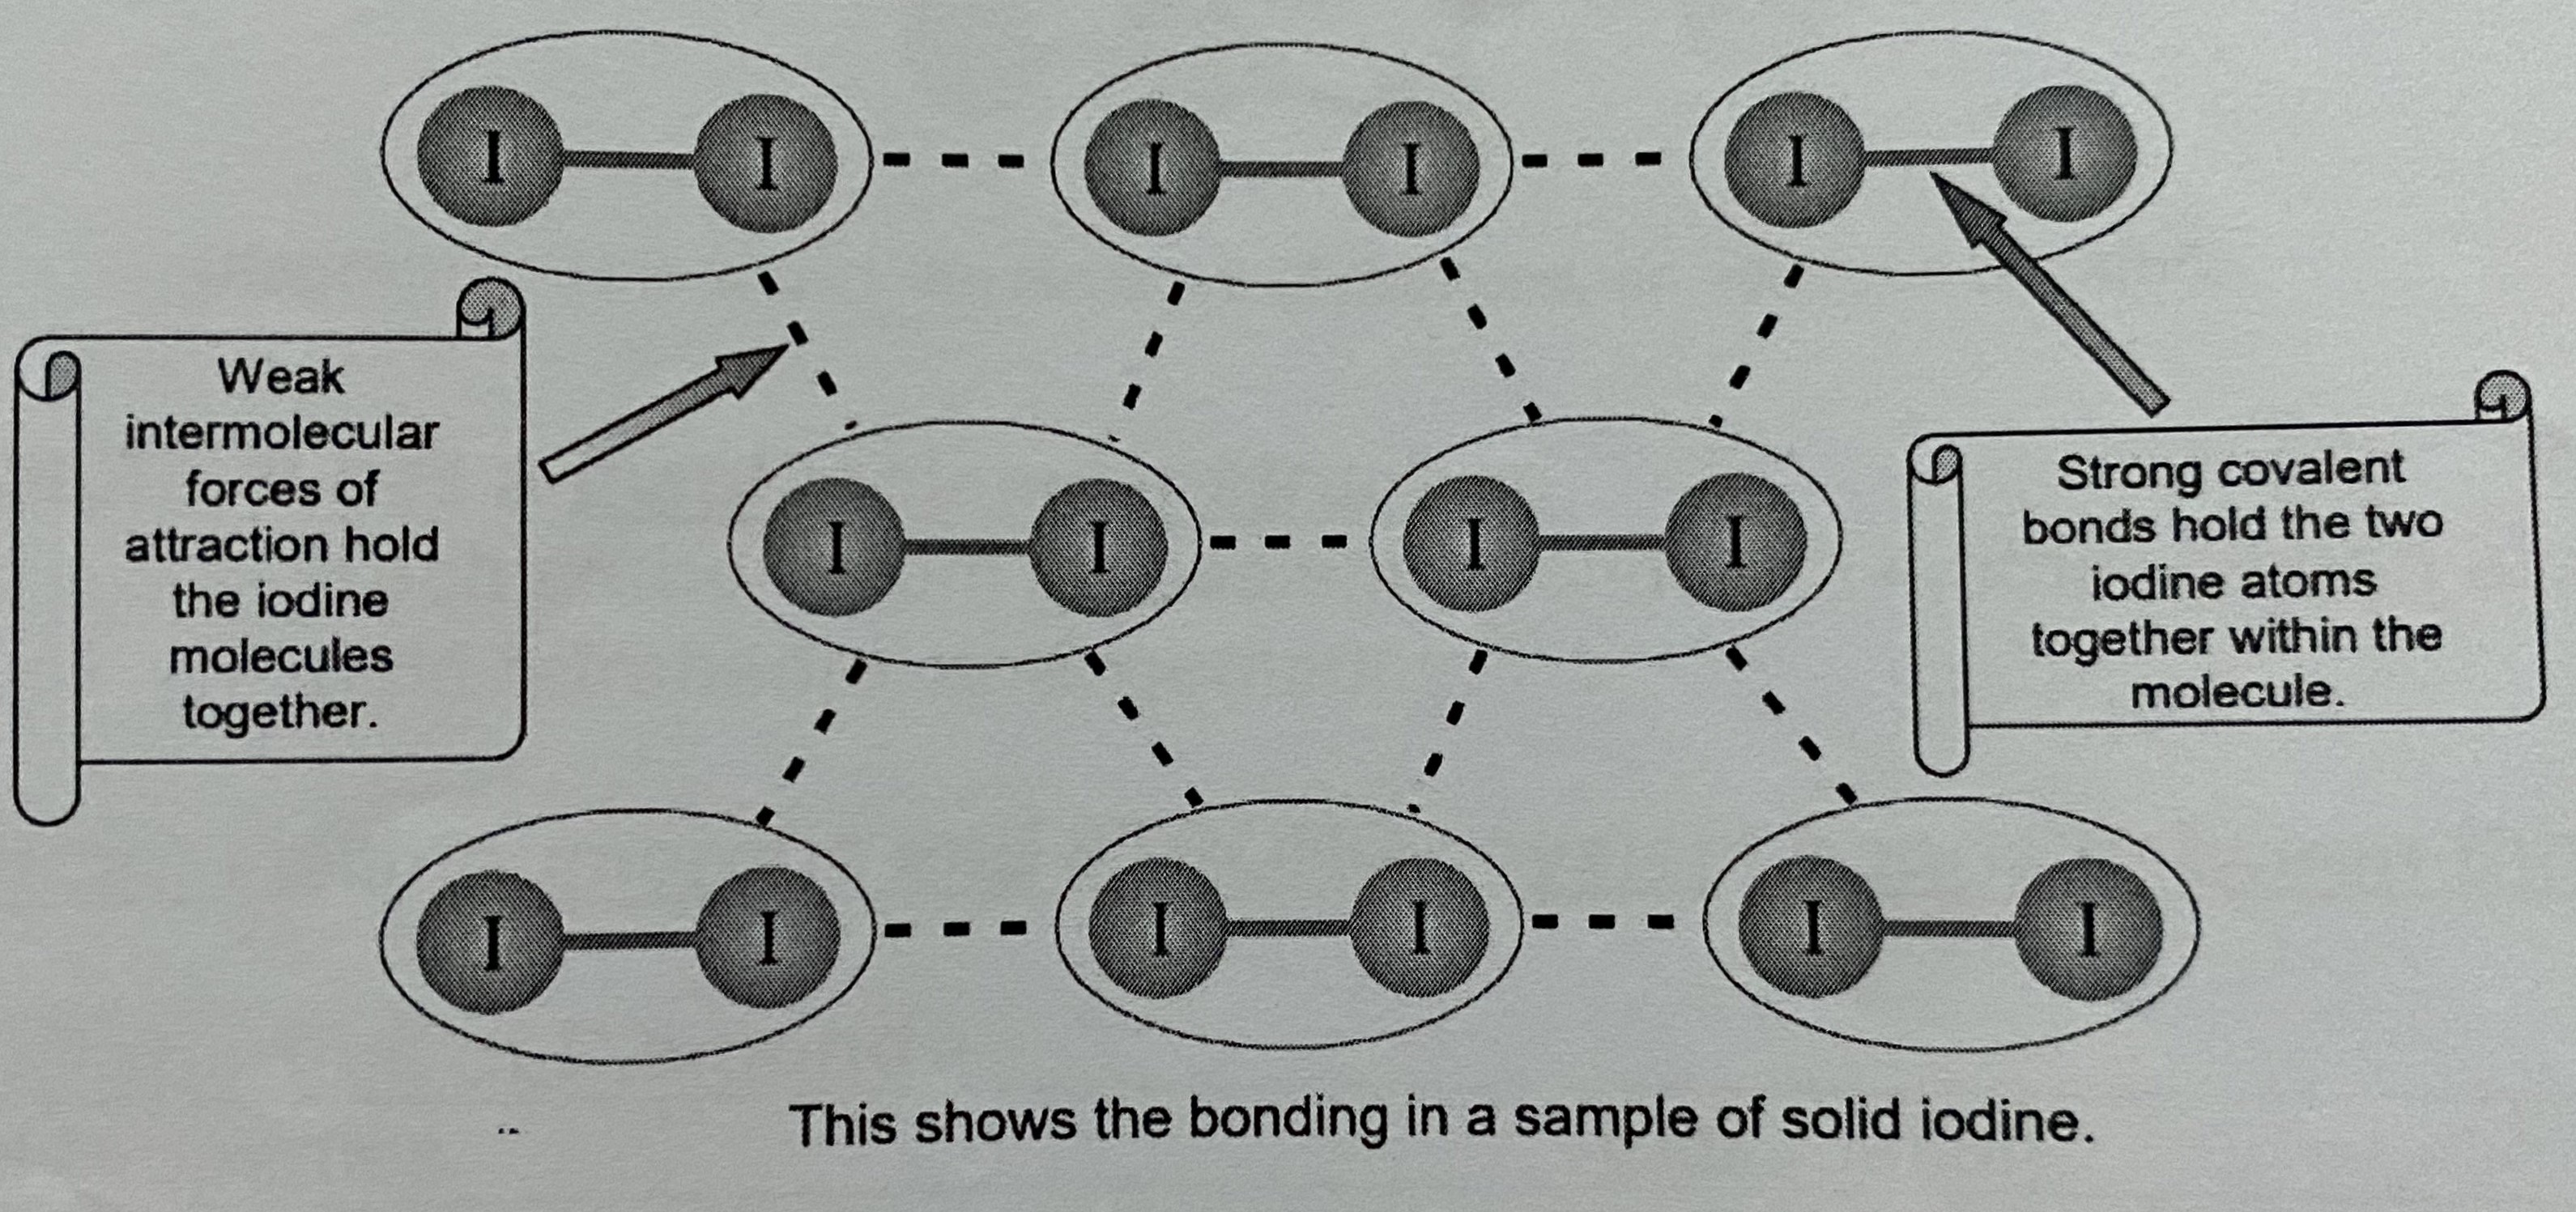 I I I I I I
Weak
intermolecular
forces of
attraction hold
the iodine
molecules
together.
I I I I
Strong covalent
bonds hold the two
iodine atoms
together within the
molecule.
I I I I I I
This shows the bonding in a sample of solid iodine.